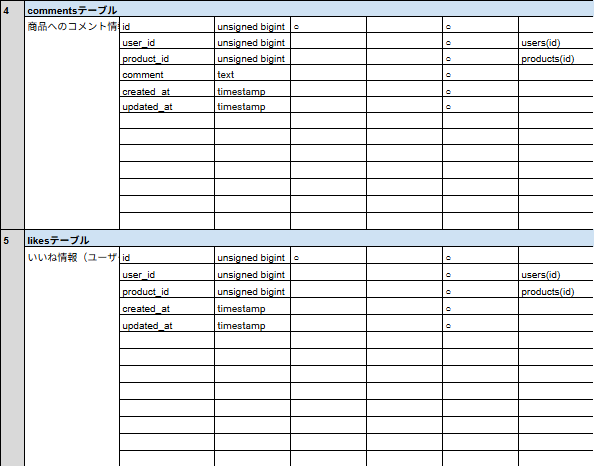 4 commentsテーブル
商品へのコメント情 id unsigned bigint ○ ○
user_id unsigned bigint ○ users(id)
product_id unsigned bigint ○ products(id)
comment text ○
created_at timestamp ○
updated_at timestamp ○
5 likesテーブル
いいね情報（ユーザ id unsigned bigint ○ ○
user_id unsigned bigint ○ users(id)
product_id unsigned bigint ○ products(id)
created_at timestamp ○
updated_at timestamp ○